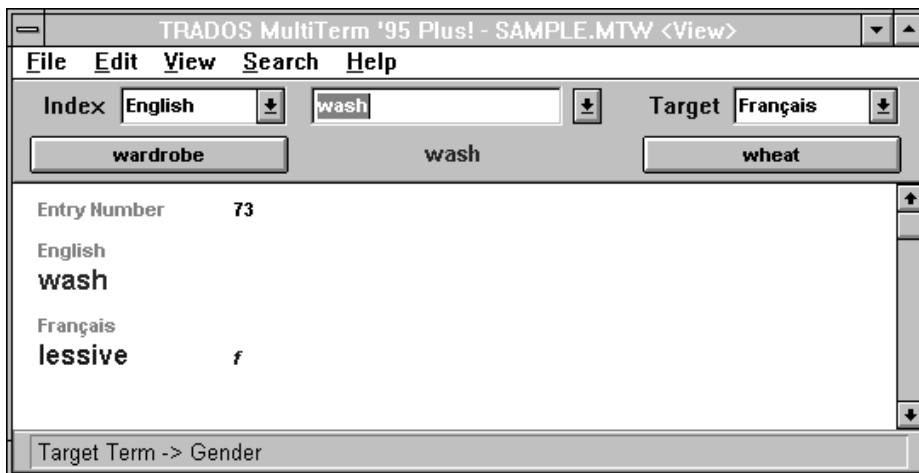 TRADOS MultiTerm '95 Plus! - SAMPLE.MTW <View>
File Edit View Search Help
Index English wash Target Français
wardrobe wash wheat
Entry Number 73
English
wash
Français
lessive f
Target Term -> Gender